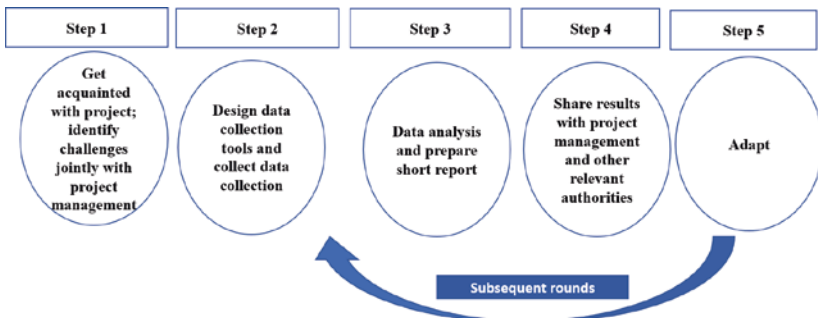 Step 1
Step 2
Step 3
Step 4
Step 5
Get
acquainted
with project;
identify
challenges
jointly with
project
management
Design data
collection
tools and
collect data
collection
Data analysis
and prepare
short report
Share results
with project
management
and other
relevant
authorities
Adapt
Subsequent rounds